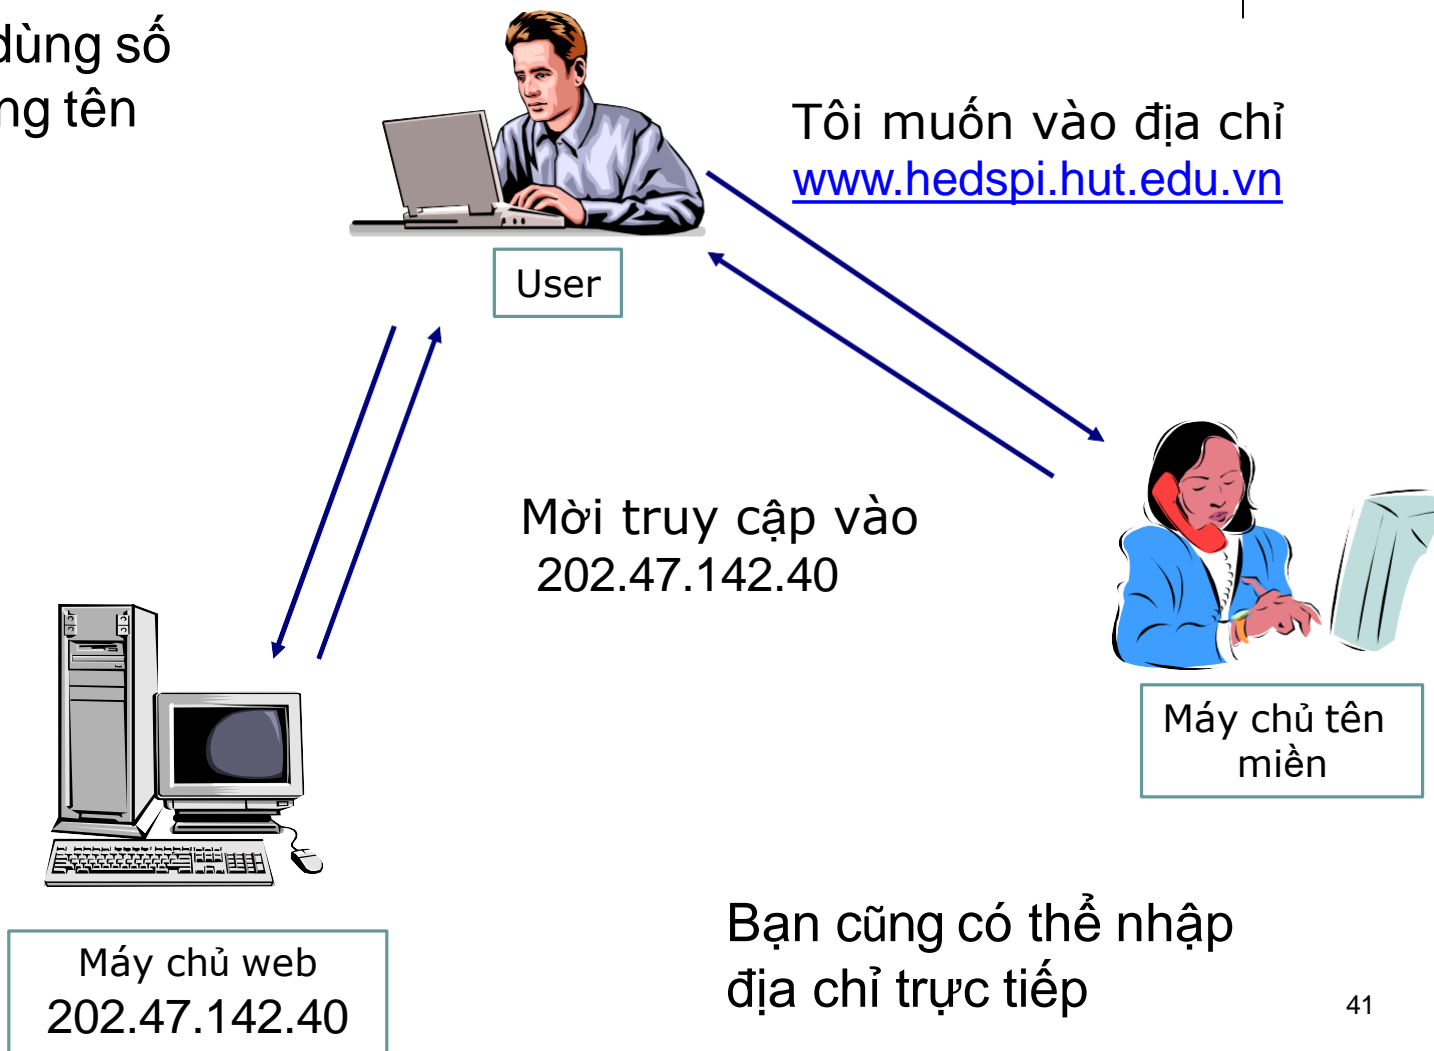 dùng số
ng tên
Tôi muốn vào địa chỉ
www.hedspi.hut.edu.vn
User
Mời truy cập vào
202.47.142.40
Máy chủ tên
miền
Máy chủ web
202.47.142.40
Bạn cũng có thể nhập
địa chỉ trực tiếp
41